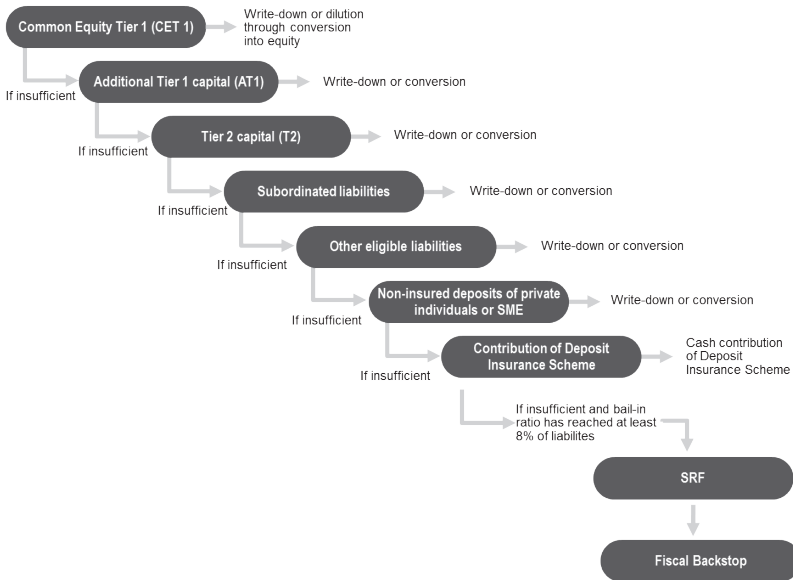 Common Equity Tier 1 (CET 1)
Write-down or dilution
through conversion
into equity
If insufficient
Additional Tier 1 capital (AT1)
Write-down or conversion
If insufficient
Tier 2 capital (T2)
Write-down or conversion
If insufficient
Subordinated liabilities
Write-down or conversion
If insufficient
Other eligible liabilities
Write-down or conversion
If insufficient
Non-insured deposits of private
individuals or SME
Write-down or conversion
If insufficient
Contribution of Deposit
Insurance Scheme
Cash contribution
of Deposit
Insurance Scheme
If insufficient and bail-in
ratio has reached at least
8% of liabilites
SRF
Fiscal Backstop